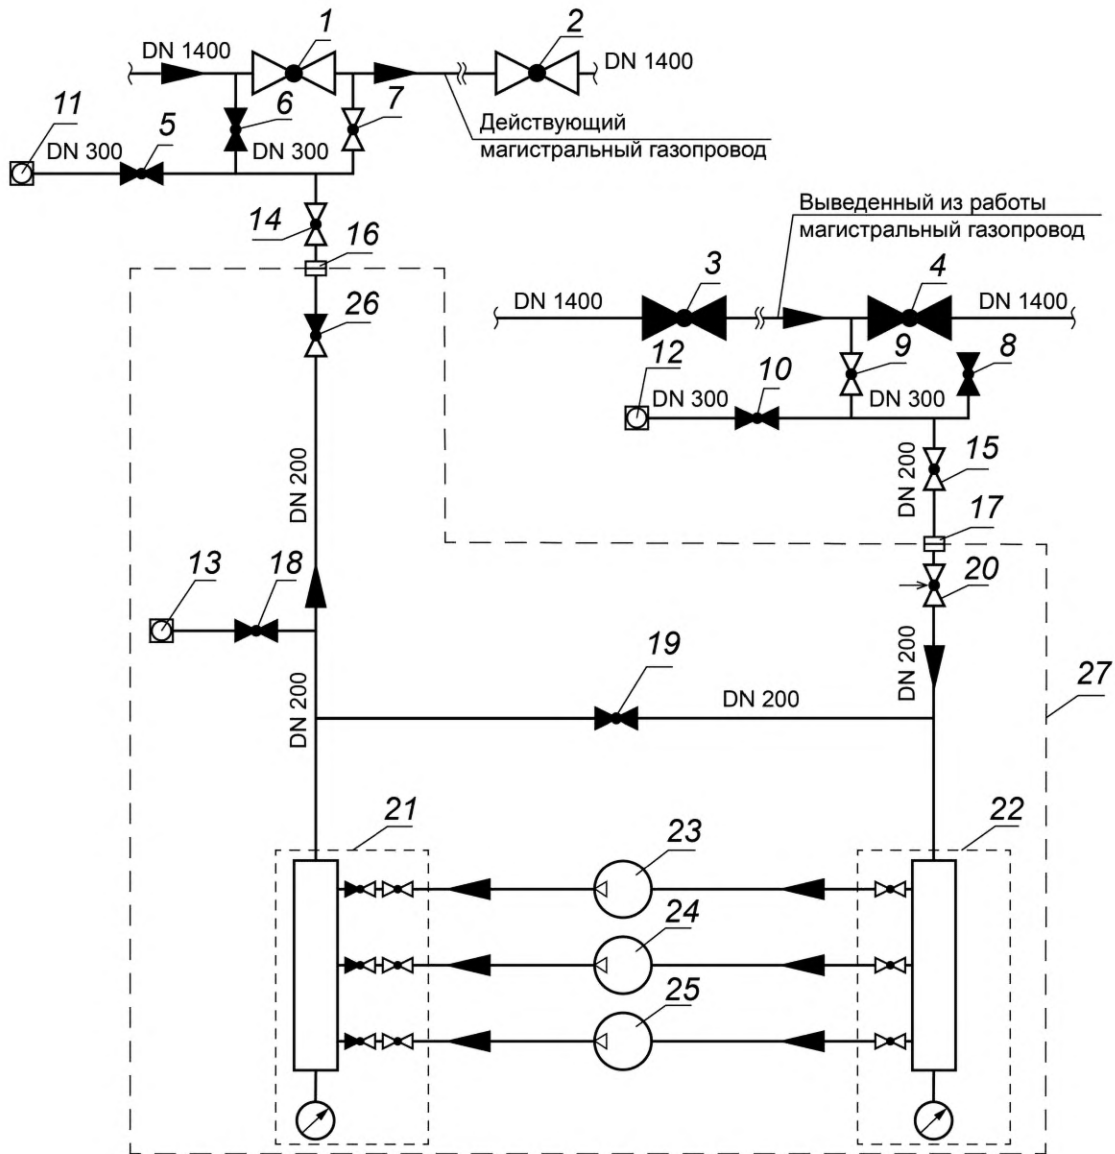 1
2
DN 1400
DN 1400
11
5
6
7
DN 300
DN 300
Действующий
магистральный газопровод
14
16
Выведенный из работы
магистральный газопровод
3
4
DN 1400
DN 1400
26
12
10
9
8
DN 300
DN 300
15
DN 200
DN 200
17
13
18
20
19
DN 200
27
DN 200
DN 200
21
23
22
24
25